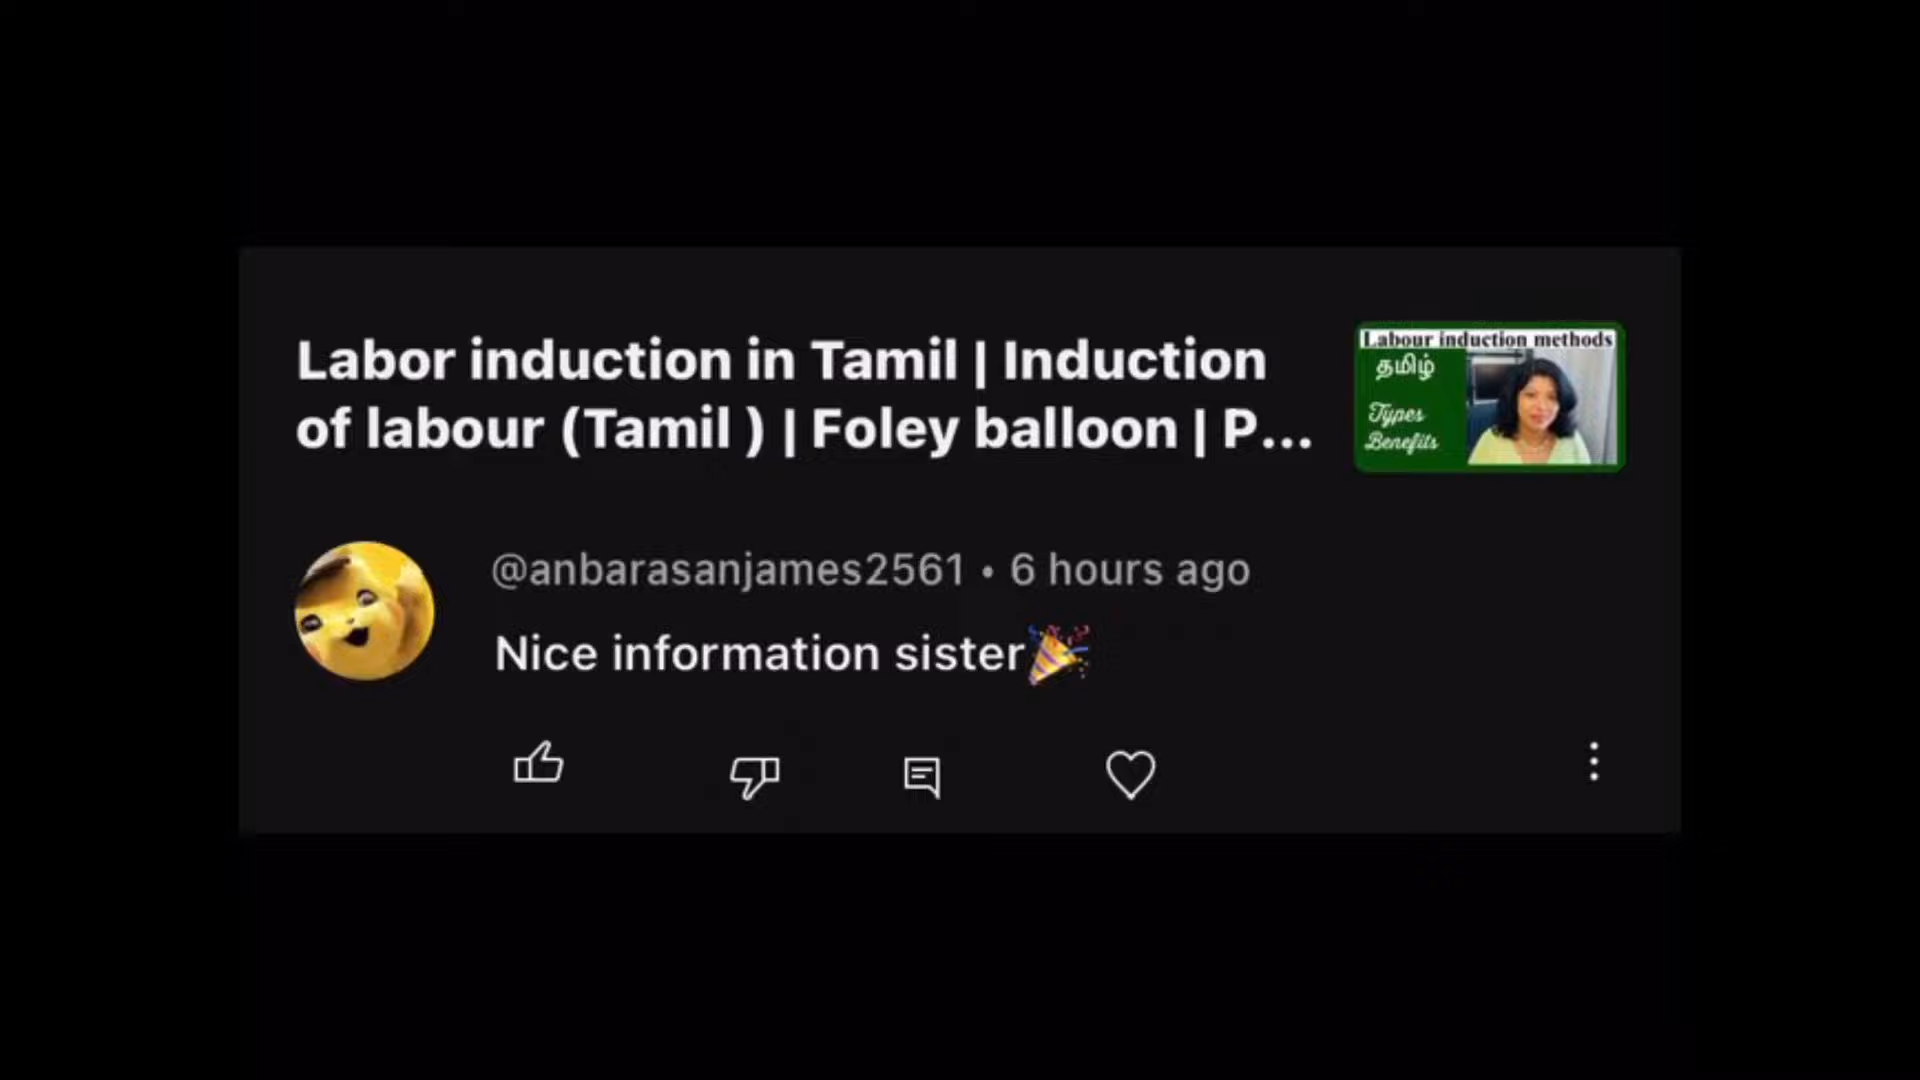 Labor induction in Tamil | Induction
of labour (Tamil ) | Foley balloon | P...
Labour induction methods
தமிழ்
Types
Benefits
@anbarasanjames2561 • 6 hours ago
Nice information sister🎉